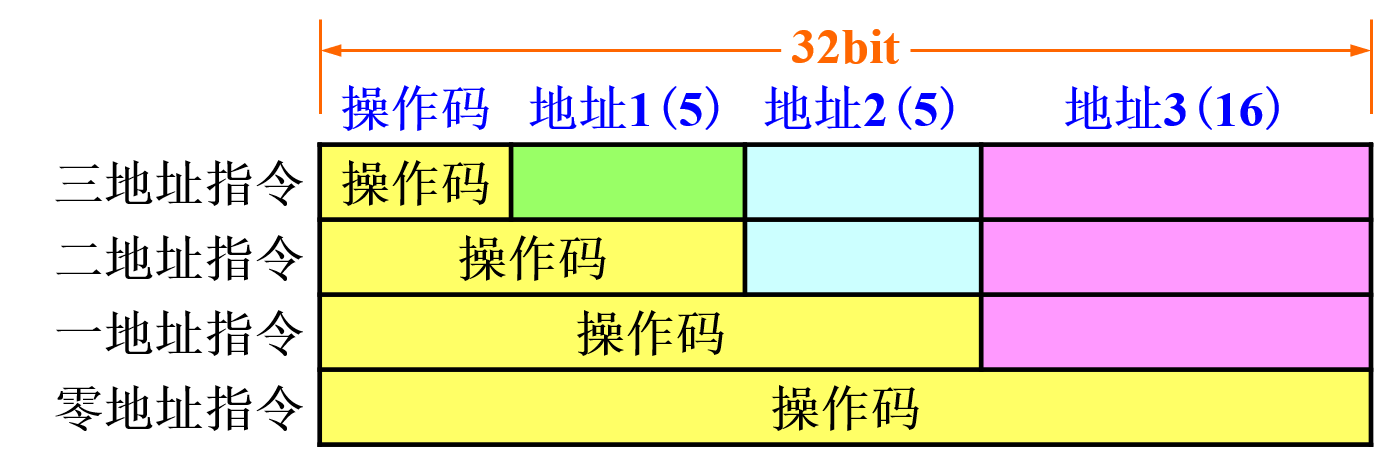 32bit
操作码 地址1(5) 地址2(5) 地址3(16)
三地址指令 操作码
二地址指令 操作码
一地址指令 操作码
零地址指令 操作码